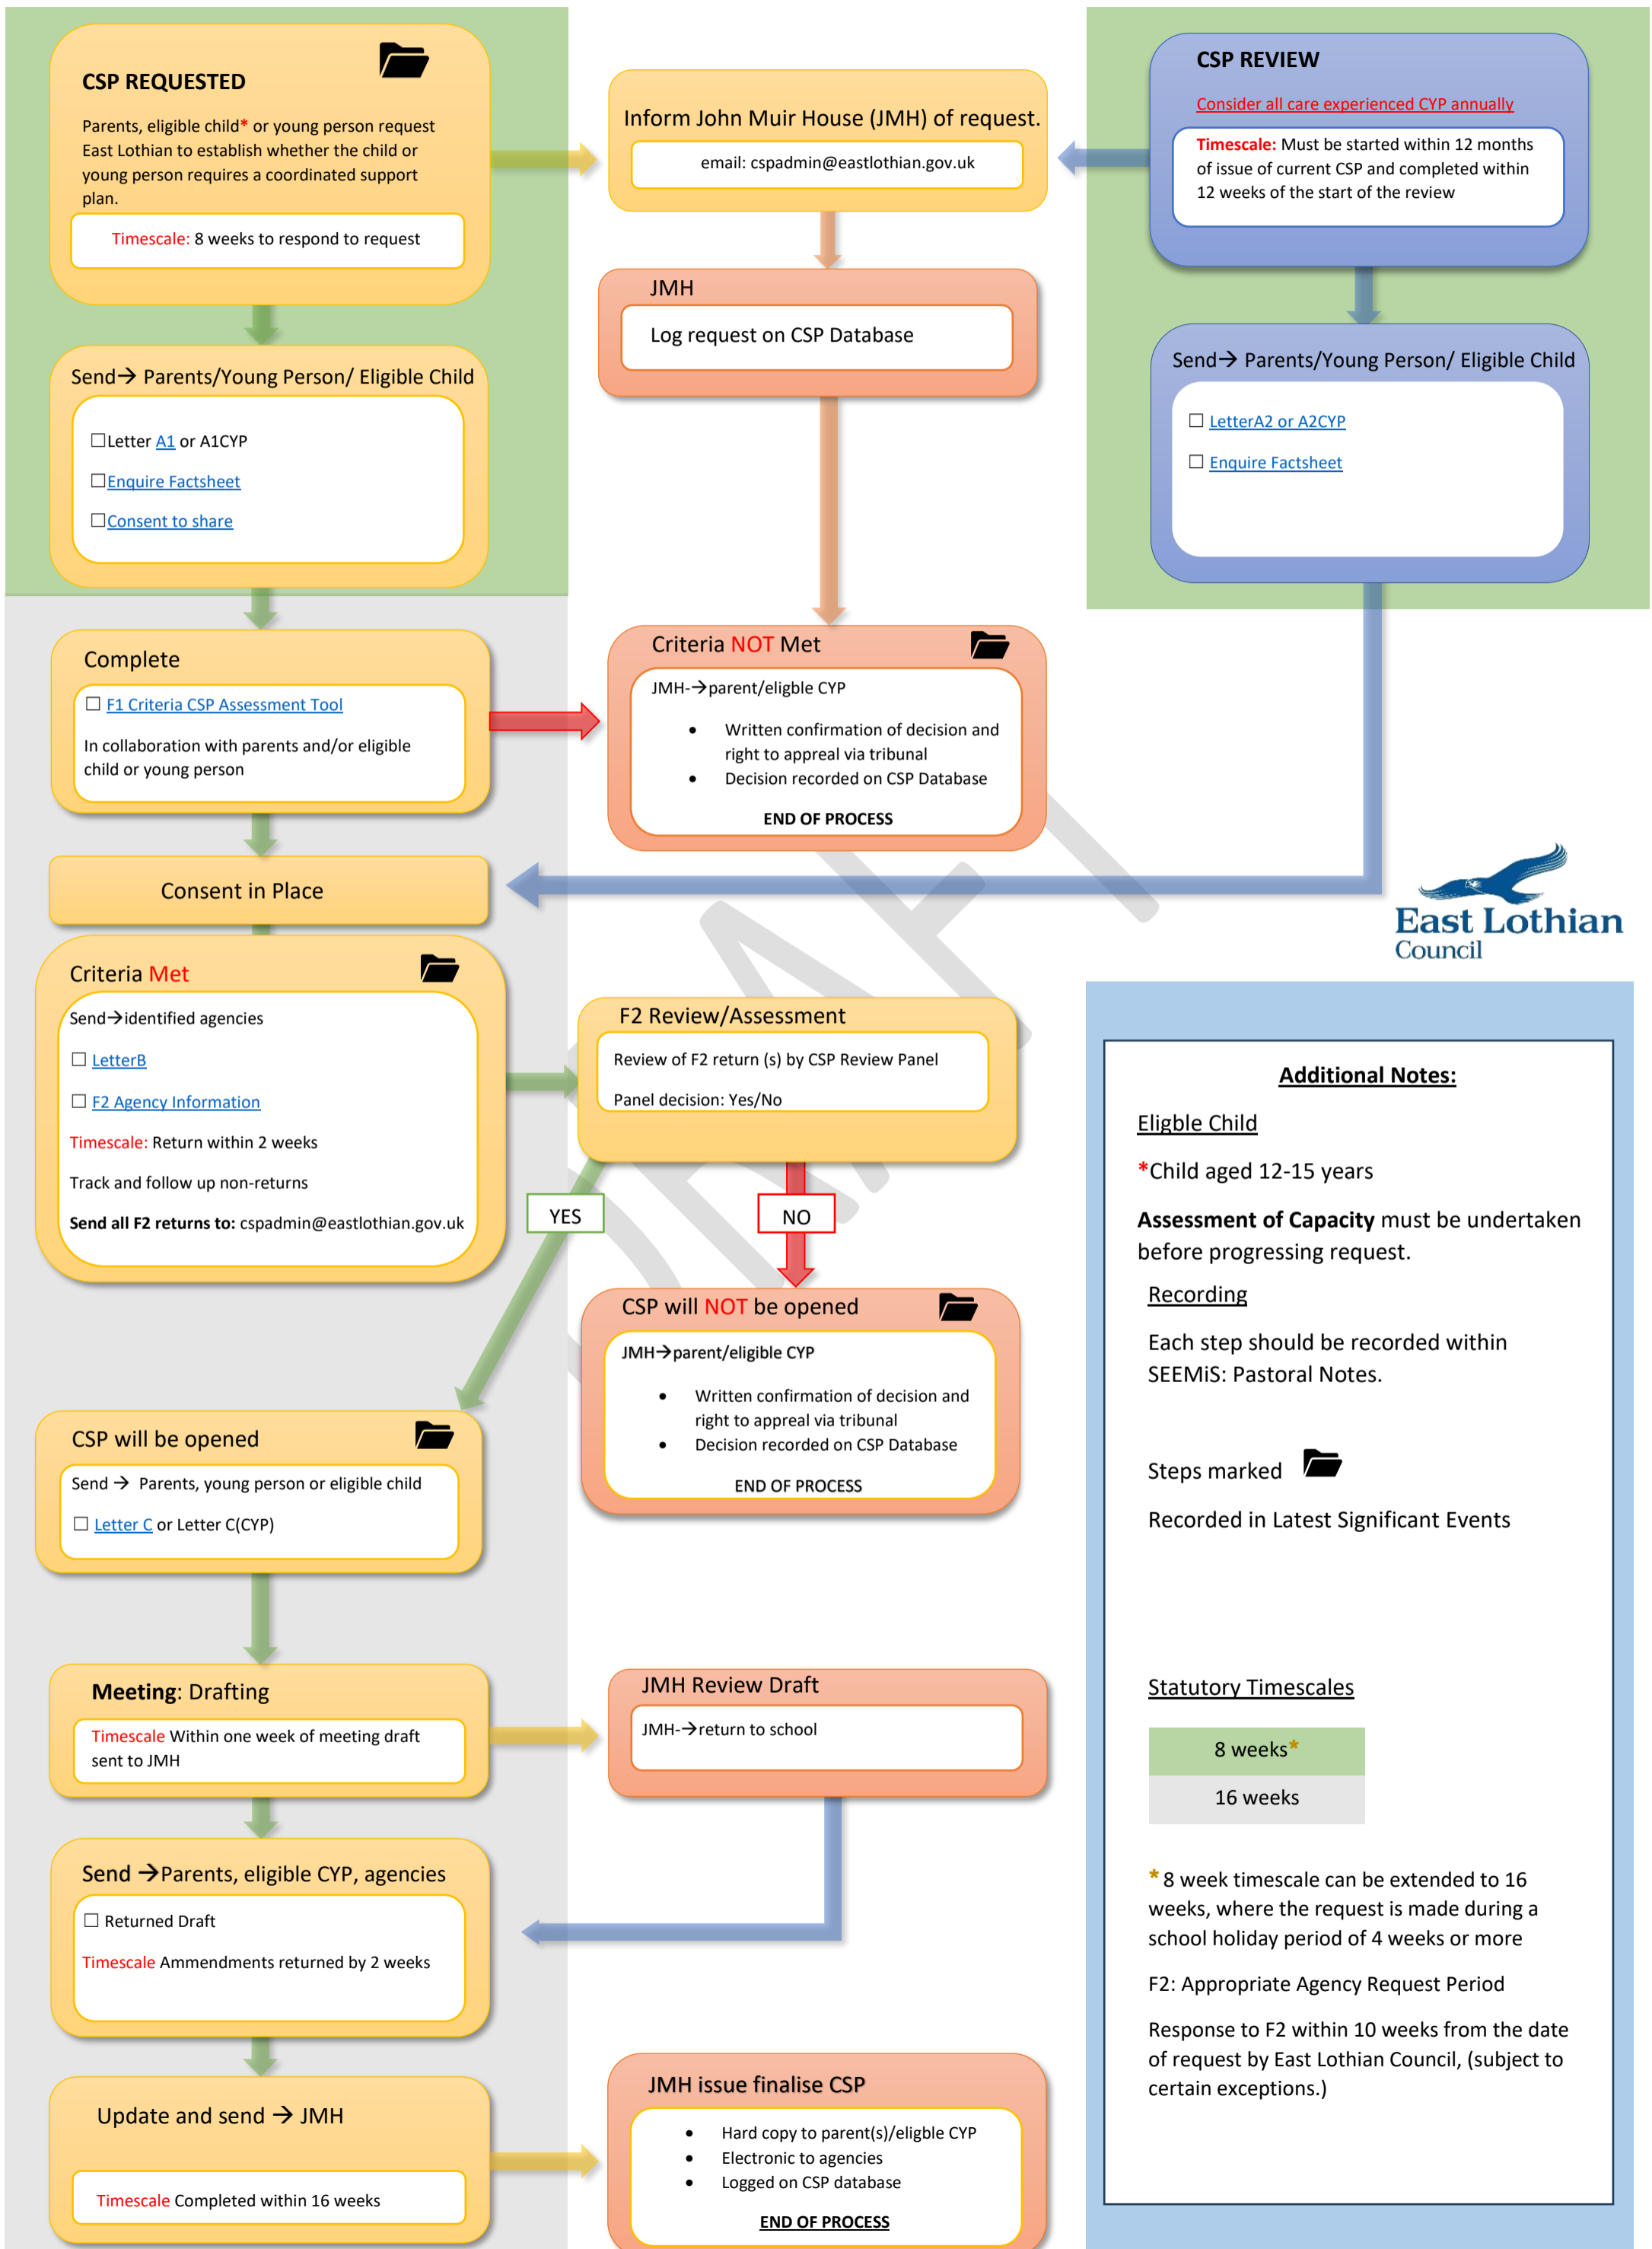 CSP REQUESTED
Parents, eligible child* or young person request
East Lothian to establish whether the child or
young person requires a coordinated support
plan.
Timescale: 8 weeks to respond to request
Inform John Muir House (JMH) of request.
email: cspadmin@eastlothian.gov.uk
CSP REVIEW
Consider all care experienced CYP annually
Timescale: Must be started within 12 months
of issue of current CSP and completed within
12 weeks of the start of the review
JMH
Log request on CSP Database
Send→ Parents/Young Person/ Eligible Child
☐Letter A1 or A1CYP
☐Enquire Factsheet
☐Consent to share
Send→ Parents/Young Person/ Eligible Child
☐ LetterA2 or A2CYP
☐ Enquire Factsheet
Complete
☐ F1 Criteria CSP Assessment Tool
In collaboration with parents and/or eligible
child or young person
Criteria NOT Met
JMH-→parent/eligble CYP
• Written confirmation of decision and
right to appreal via tribunal
• Decision recorded on CSP Database
END OF PROCESS
Consent in Place
East Lothian
Council
Criteria Met
Send→identified agencies
☐ LetterB
☐ F2 Agency Information
Timescale: Return within 2 weeks
Track and follow up non-returns
Send all F2 returns to: cspadmin@eastlothian.gov.uk
F2 Review/Assessment
Review of F2 return (s) by CSP Review Panel
Panel decision: Yes/No
YES
NO
CSP will NOT be opened
JMH→parent/eligible CYP
• Written confirmation of decision and
right to appreal via tribunal
• Decision recorded on CSP Database
END OF PROCESS
CSP will be opened
Send → Parents, young person or eligible child
☐ Letter C or Letter C(CYP)
Meeting: Drafting
Timescale Within one week of meeting draft
sent to JMH
JMH Review Draft
JMH-→return to school
Send →Parents, eligible CYP, agencies
☐ Returned Draft
Timescale Ammendments returned by 2 weeks
Update and send → JMH
Timescale Completed within 16 weeks
JMH issue finalise CSP
• Hard copy to parent(s)/eligble CYP
• Electronic to agencies
• Logged on CSP database
END OF PROCESS
Additional Notes:
Eligble Child
*Child aged 12-15 years
Assessment of Capacity must be undertaken
before progressing request.
Recording
Each step should be recorded within
SEEMiS: Pastoral Notes.
Steps marked
Recorded in Latest Significant Events
Statutory Timescales
8 weeks*
16 weeks
* 8 week timescale can be extended to 16
weeks, where the request is made during a
school holiday period of 4 weeks or more
F2: Appropriate Agency Request Period
Response to F2 within 10 weeks from the date
of request by East Lothian Council, (subject to
certain exceptions.)
DRAFT